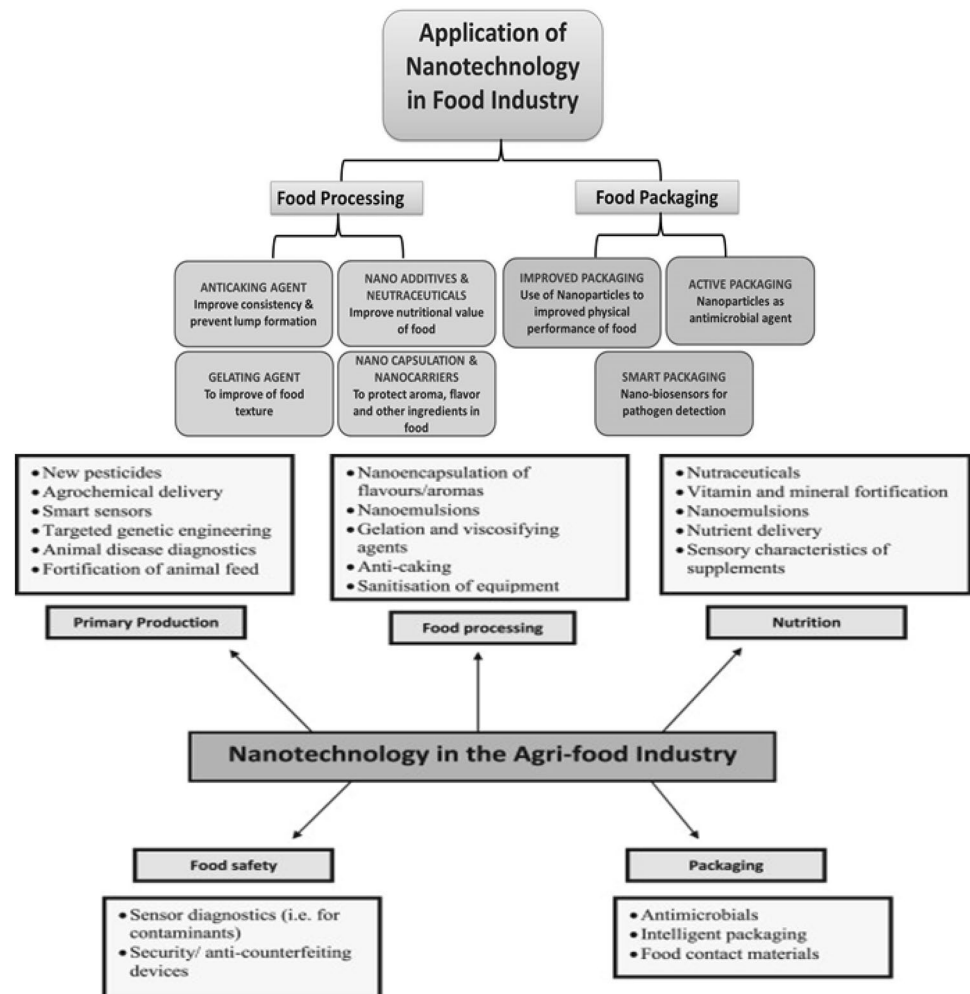 Application of
Nanotechnology
in Food Industry
Food Processing
Food Packaging
ANTICAKING AGENT
Improve consistency &
prevent lump formation
NANO ADDITIVES &
NEUTRACEUTICALS
Improve nutritional value
of food
IMPROVED PACKAGING
Use of Nanoparticles to
improved physical
performance of food
ACTIVE PACKAGING
Nanoparticles as
antimicrobial agent
GELATING AGENT
To improve of food
texture
NANO CAPSULATION &
NANOCARRIERS
To protect aroma, flavor
and other ingredients in
food
SMART PACKAGING
Nano-biosensors for
pathogen detection
• New pesticides
• Agrochemical delivery
• Smart sensors
• Targeted genetic engineering
• Animal disease diagnostics
• Fortification of animal feed
Primary Production
• Nanoencapsulation of
flavours/aromas
• Nanoemulsions
• Gelation and viscosifying
agents
• Anti-caking
• Sanitisation of equipment
Food processing
• Nutraceuticals
• Vitamin and mineral fortification
• Nanoemulsions
• Nutrient delivery
• Sensory characteristics of
supplements
Nutrition
Nanotechnology in the Agri-food Industry
Food safety
• Sensor diagnostics (i.e. for
contaminants)
• Security/ anti-counterfeiting
devices
Packaging
• Antimicrobials
• Intelligent packaging
• Food contact materials